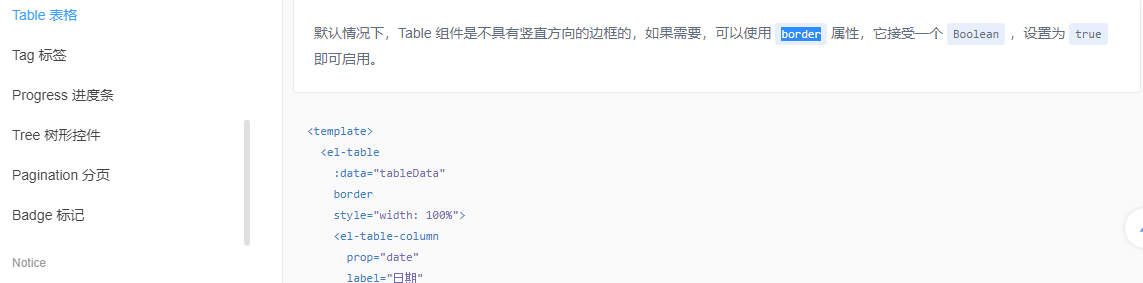 Table 表格
Tag 标签
Progress 进度条
Tree 树形控件
Pagination 分页
Badge 标记
Notice
默认情况下，Table 组件是不具有竖直方向的边框的，如果需要，可以使用 border 属性，它接受一个 Boolean ，设置为 true
即可启用。
<template>
<el-table
:data="tableData"
border
style="width: 100%">
<el-table-column
prop="date"
label="日期"